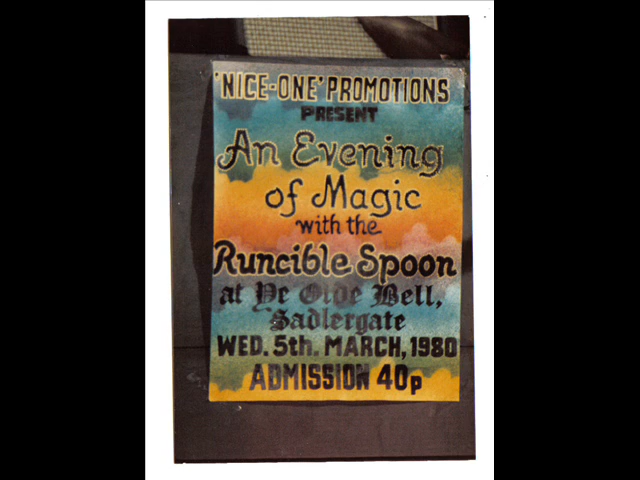 'NICE-ONE' PROMOTIONS
PRESENT
An Evening
of Magic
with the
Runcible Spoon
at Ye Olde Bell,
Sadlergate
WED. 5th. MARCH, 1980
ADMISSION 40p